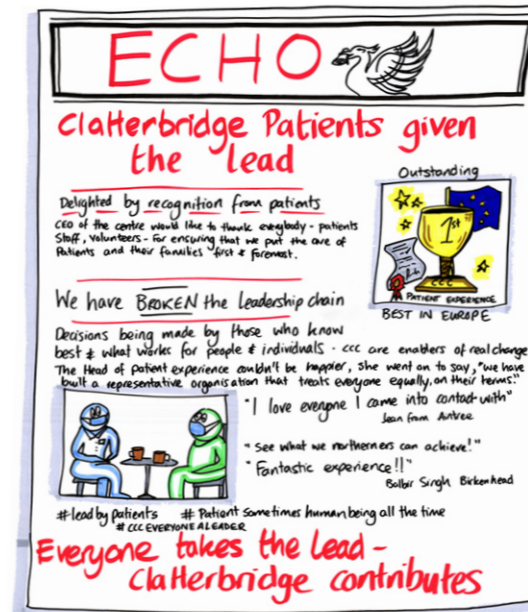 ECHO
Clatterbridge Patients given
the lead
Delighted by recognition from patients
CEO of the centre would like to thank everybody - patients
Staff, volunteers - for ensuring that we put the care of
Patients and their families first & foremost.
Outstanding
1st
CCC
PATIENT EXPERIENCE
BEST IN EUROPE
We have BROKEN the Leadership chain
Decisions being made by those who know
best & what works for people & individuals - CCC are enablers of real change
The Head of patient experience couldn't be happier, she went on to say, "we have
built a representative organisation that treats everyone equally, on their terms."
"I love everyone I came into contact with"
Jean from Aintree
"See what we northerners can achieve!"
"Fantastic experience!!"
Balbir Singh Birkenhead
#lead by patients # Patient sometimes human being all the time
# CCC EVERYONE A LEADER
Everyone takes the Lead -
Clatterbridge contributes